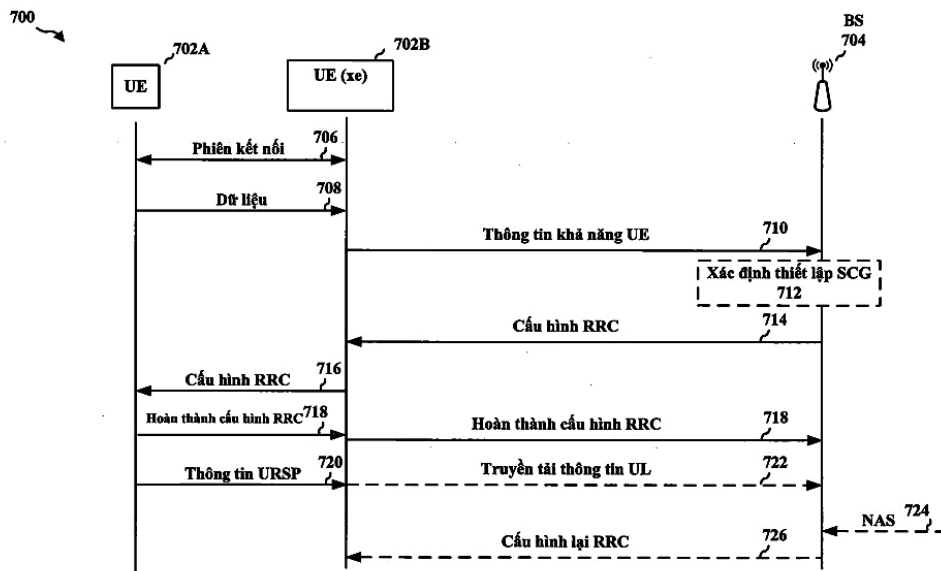 700
702A
702B
BS
704
UE
UE (xe)
706
Phiên kết nối
708
Dữ liệu
710
Thông tin khả năng UE
Xác định thiết lập SCG
712
714
Cấu hình RRC
716
Cấu hình RRC
Hoàn thành cấu hình RRC 718
Hoàn thành cấu hình RRC 718
Thông tin URSP 720
Truyền tải thông tin UL 722
NAS 724
Cấu hình lại RRC 726